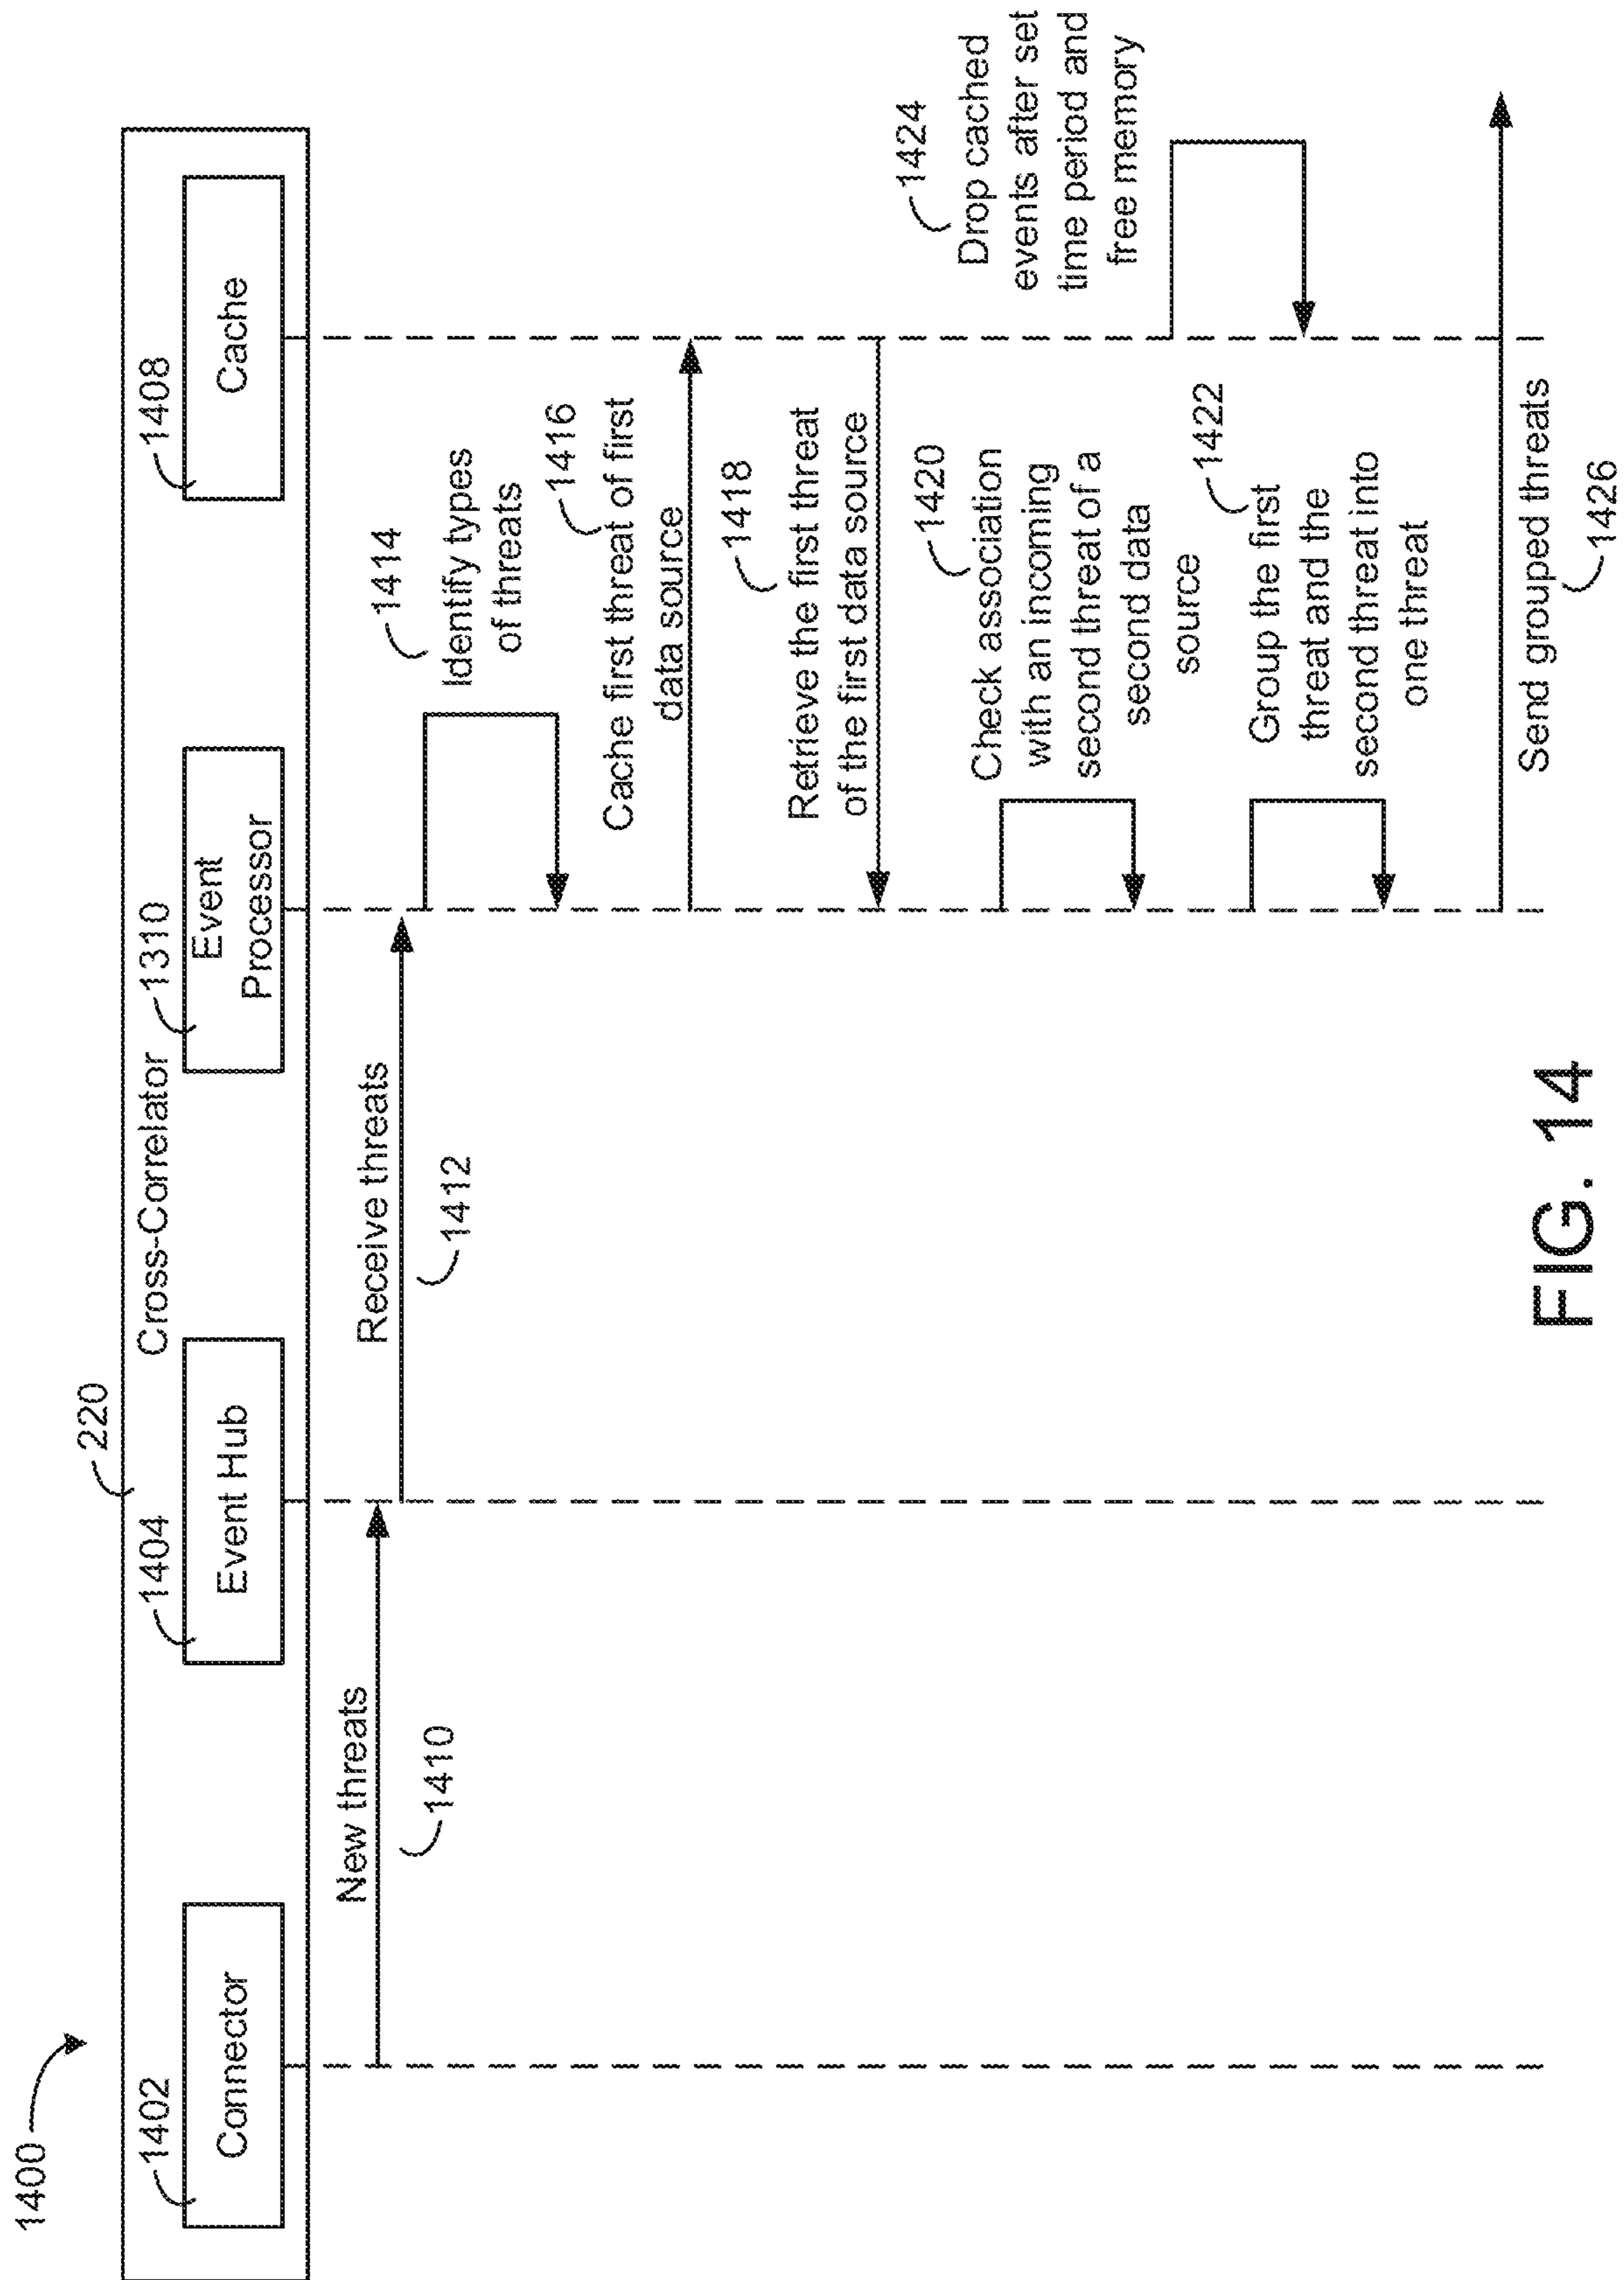 1400
220
Cross-Correlator
1402
Connector
1404
Event Hub
1310
Event
Processor
1408
Cache
New threats
1410
Receive threats
1412
1414
Identify types
of threats
1416
Cache first threat of first
data source
1418
Retrieve the first threat
of the first data source
1420
Check association
with an incoming
second threat of a
second data
source
1422
Group the first
threat and the
second threat into
one threat
1424
Drop cached
events after set
time period and
free memory
Send grouped threats
1426
FIG. 14